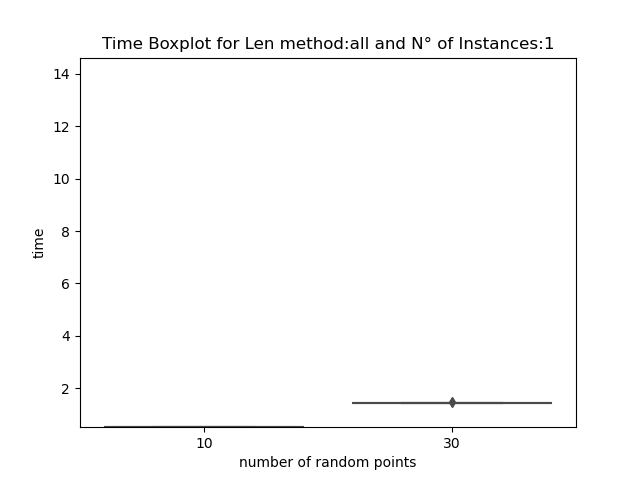 Time Boxplot for Len method:all and N° of Instances:1
14
12
10
8
6
4
2
time
10 30
number of random points